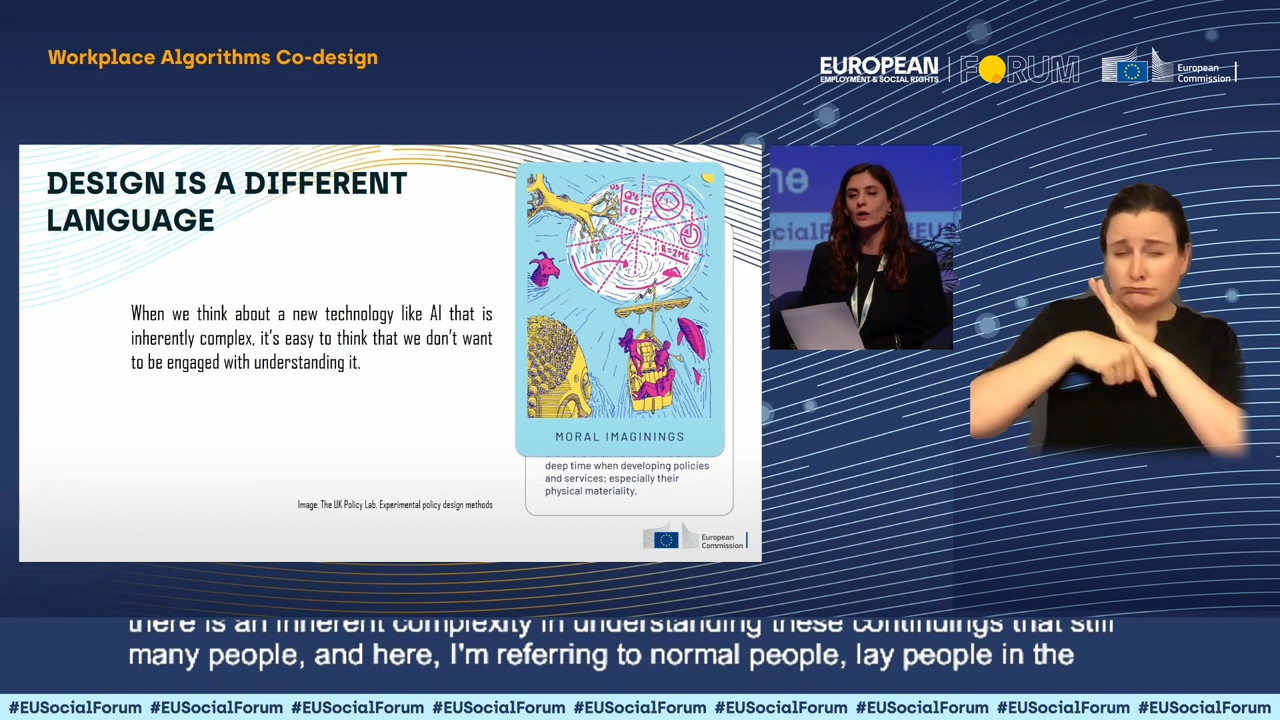 Workplace Algorithms Co-design
EUROPEAN
EMPLOYMENT & SOCIAL RIGHTS
FORUM
European
Commission
DESIGN IS A DIFFERENT
LANGUAGE
When we think about a new technology like AI that is
inherently complex, it's easy to think that we don't want
to be engaged with understanding it.
Image: The UK Policy Lab. Experimental policy design methods
MORAL IMAGININGS
deep time when developing policies
and services; especially their
physical materiality.
European
Commission
there is an inherent complexity in understanding these continuings that still
many people, and here, I'm referring to normal people, lay people in the
#EUSocialForum #EUSocialForum #EUSocialForum #EUSocialForum #EUSocialForum #EUSocialForum #EUSocialForum #EUSocialForum #EUSocialForum